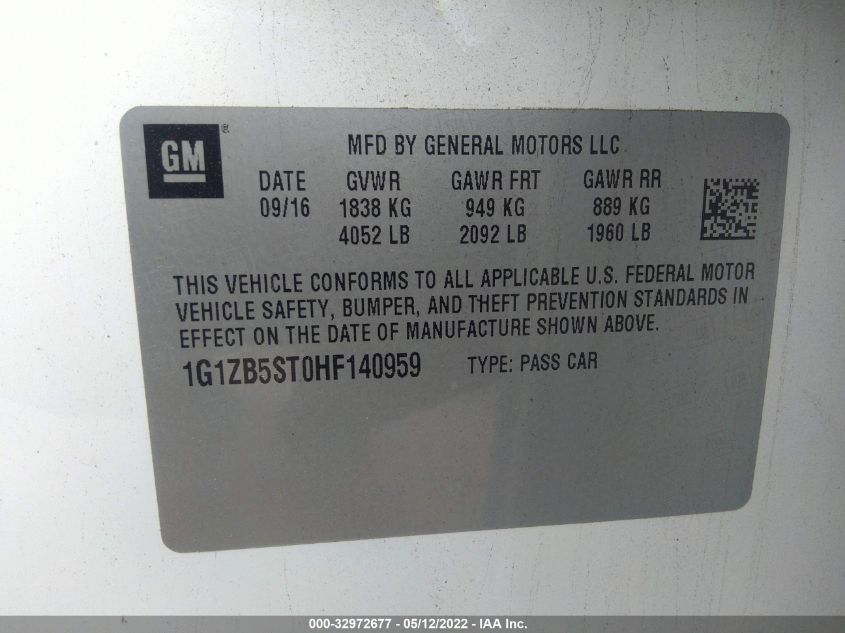 GM®
MFD BY GENERAL MOTORS LLC
DATE GVWR GAWR FRT GAWR RR
09/16 1838 KG 949 KG 889 KG
4052 LB 2092 LB 1960 LB
THIS VEHICLE CONFORMS TO ALL APPLICABLE U.S. FEDERAL MOTOR
VEHICLE SAFETY, BUMPER, AND THEFT PREVENTION STANDARDS IN
EFFECT ON THE DATE OF MANUFACTURE SHOWN ABOVE.
1G1ZB5ST0HF140959 TYPE: PASS CAR
000-32972677 - 05/12/2022 - IAA Inc.